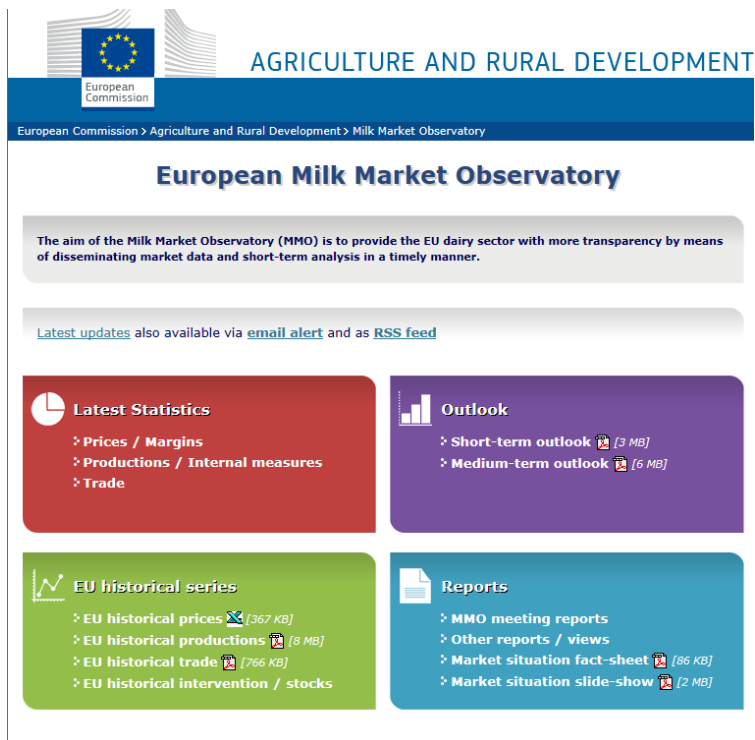 AGRICULTURE AND RURAL DEVELOPMENT
European
Commission
European Commission > Agriculture and Rural Development > Milk Market Observatory
European Milk Market Observatory
The aim of the Milk Market Observatory (MMO) is to provide the EU dairy sector with more transparency by means
of disseminating market data and short-term analysis in a timely manner.
Latest updates also available via email alert and as RSS feed
Latest Statistics
Prices / Margins
Productions / Internal measures
Trade
Outlook
Short-term outlook [3 MB]
Medium-term outlook [6 MB]
EU historical series
EU historical prices [367 KB]
EU historical productions [8 MB]
EU historical trade [766 KB]
EU historical intervention / stocks
Reports
MMO meeting reports
Other reports / views
Market situation fact-sheet [86 KB]
Market situation slide-show [2 MB]